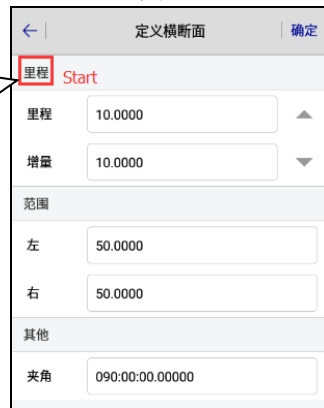 定义横断面 确定
里程 Start
里程 10.0000
增量 10.0000
范围
左 50.0000
右 50.0000
其他
夹角 090:00:00.00000